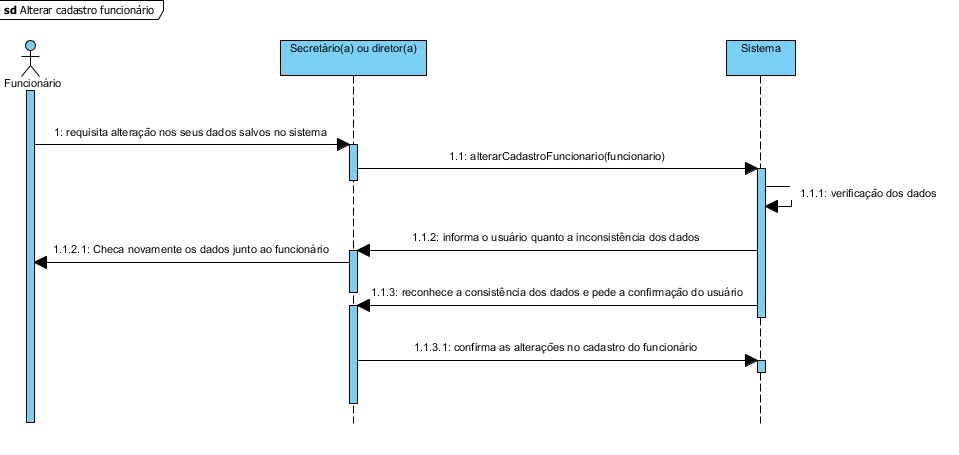 sd Alterar cadastro funcionário
Secretário(a) ou diretor(a)
Sistema
Funcionário
1: requisita alteração nos seus dados salvos no sistema
1.1: alterarCadastroFuncionario(funcionario)
1.1.1: verificação dos dados
1.1.2: informa o usuário quanto a inconsistência dos dados
1.1.2.1: Checa novamente os dados junto ao funcionário
1.1.3: reconhece a consistência dos dados e pede a confirmação do usuário
1.1.3.1: confirma as alterações no cadastro do funcionário